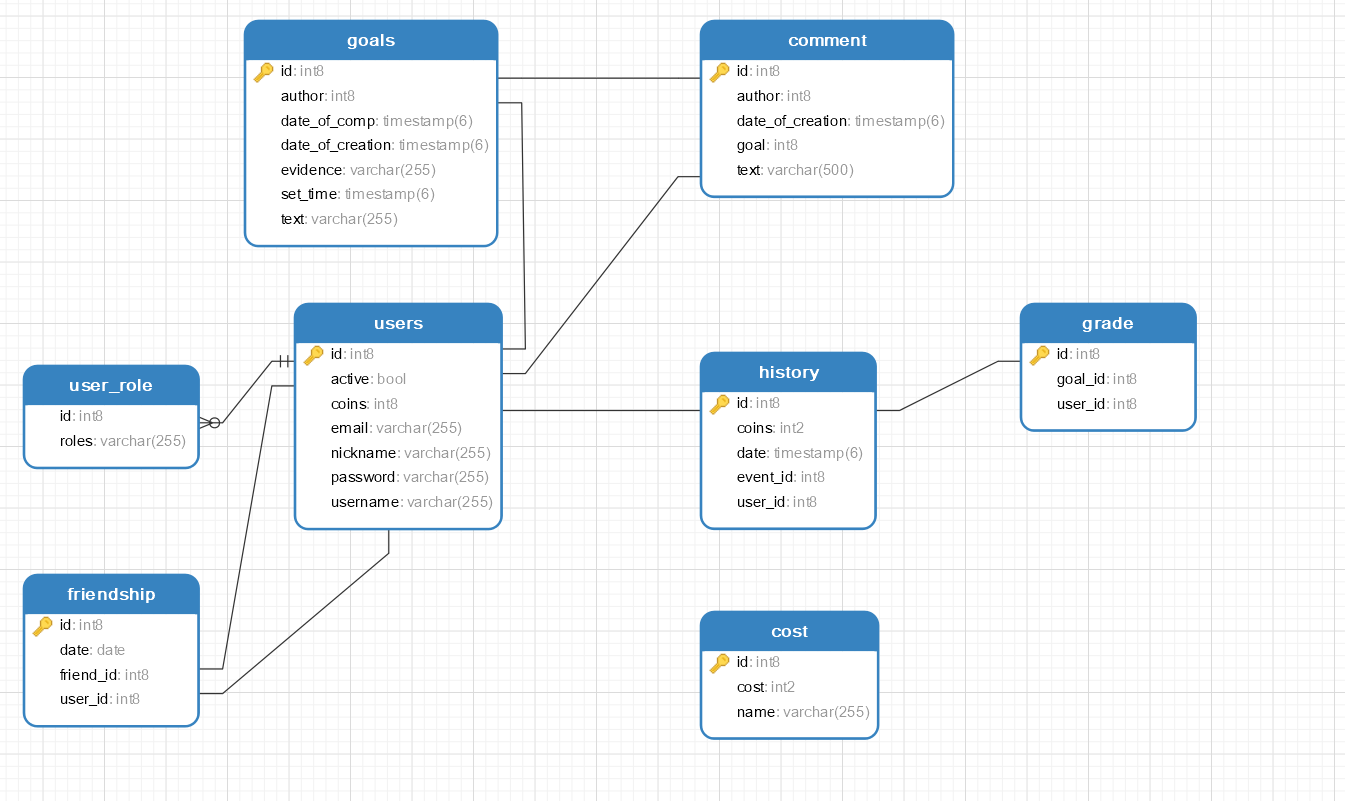 goals
id: int8
author: int8
date_of_comp: timestamp(6)
date_of_creation: timestamp(6)
evidence: varchar(255)
set_time: timestamp(6)
text: varchar(255)
comment
id: int8
author: int8
date_of_creation: timestamp(6)
goal: int8
text: varchar(500)
users
id: int8
active: bool
coins: int8
email: varchar(255)
nickname: varchar(255)
password: varchar(255)
username: varchar(255)
grade
id: int8
goal_id: int8
user_id: int8
history
id: int8
coins: int2
date: timestamp(6)
event_id: int8
user_id: int8
user_role
id: int8
roles: varchar(255)
friendship
id: int8
date: date
friend_id: int8
user_id: int8
cost
id: int8
cost: int2
name: varchar(255)